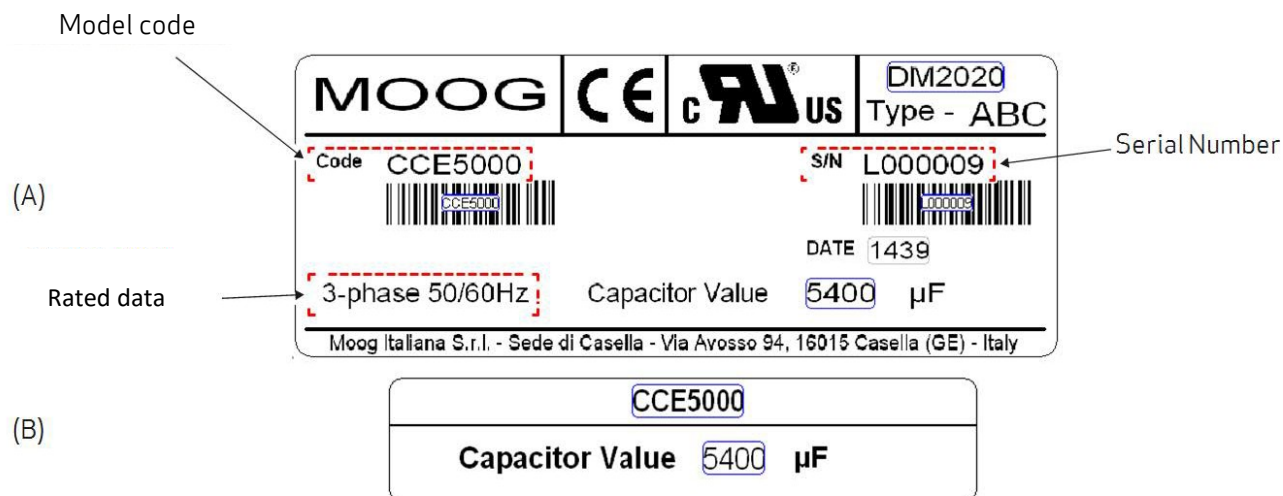 Model code
MOOG CE c RU ® US DM2020
Type - ABC
Code CCE5000 S/N L000009 Serial Number
CCE5000 L000009
(A)
DATE 1439
Rated data 3-phase 50/60Hz Capacitor Value 5400 µF
Moog Italiana S.r.l. - Sede di Casella - Via Avosso 94, 16015 Casella (GE) - Italy
CCE5000
(B)
Capacitor Value 5400 µF